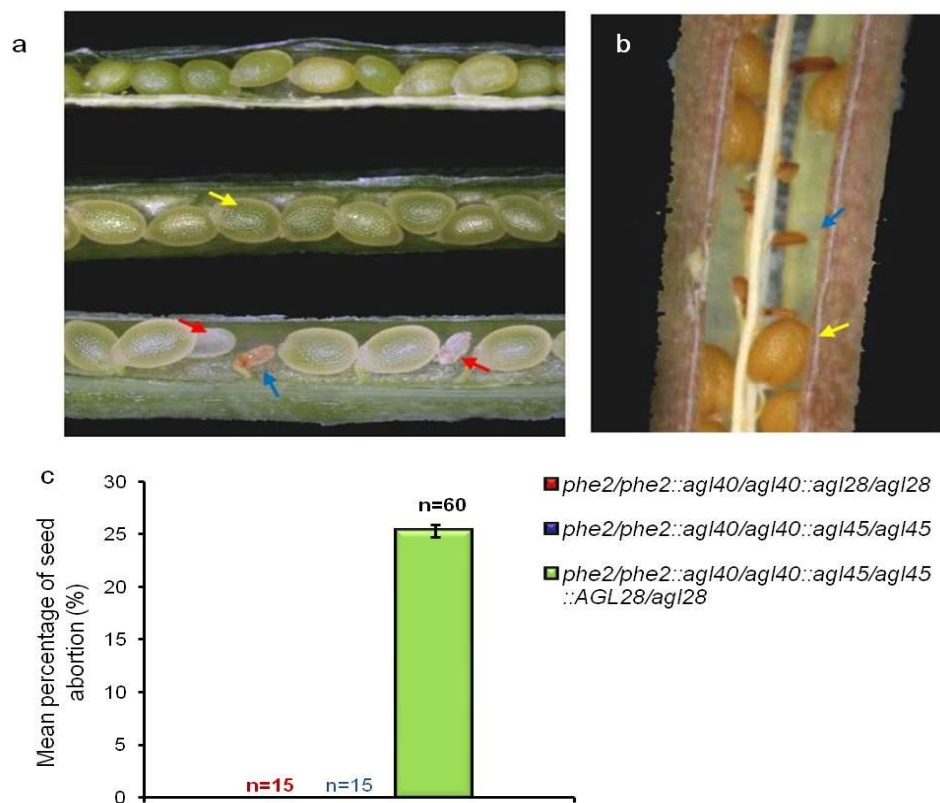 a
b
c
30
25
20
15
10
5
0
Mean percentage of seed
abortion (%)
n=15
n=15
n=60
phe2/phe2::agl40/agl40::agl28/agl28
phe2/phe2::agl40/agl40::agl45/agl45
phe2/phe2::agl40/agl40::agl45/agl45
::AGL28/agl28